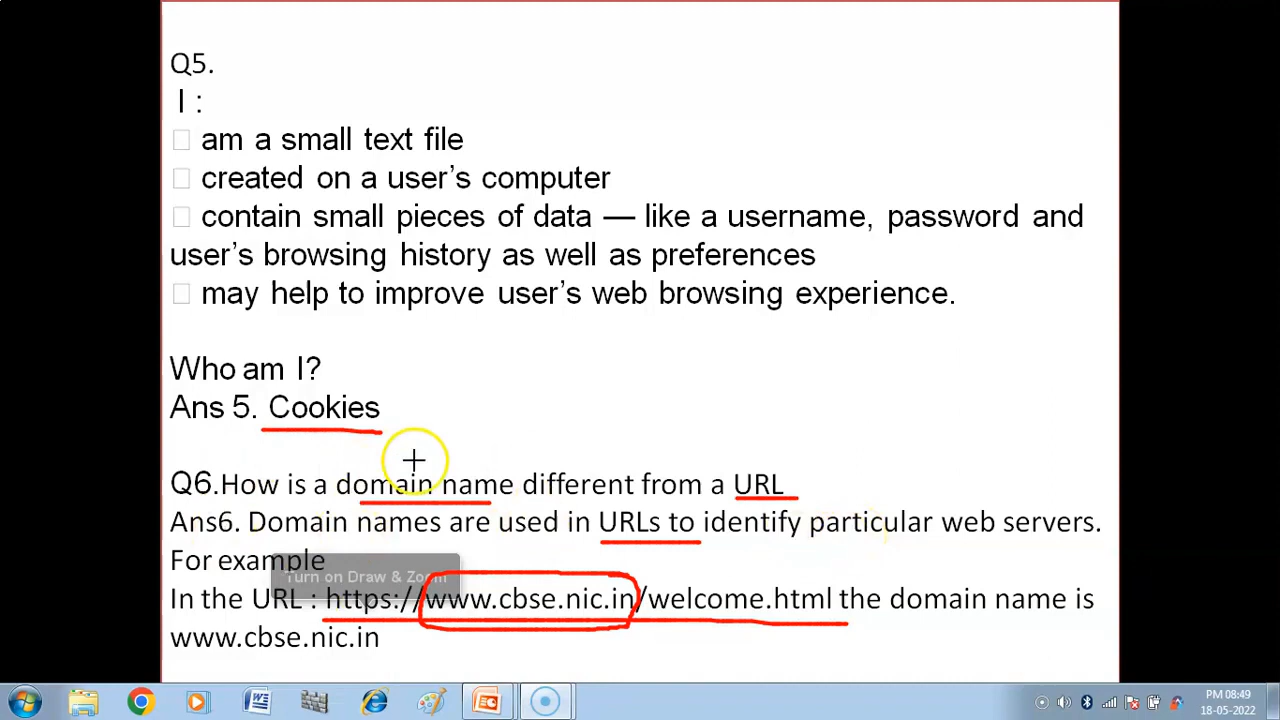 Q5.
I :
am a small text file
created on a user’s computer
contain small pieces of data — like a username, password and
user’s browsing history as well as preferences
may help to improve user’s web browsing experience.
Who am I?
Ans 5. Cookies
Q6.How is a domain name different from a URL
Ans6. Domain names are used in URLs to identify particular web servers.
For example
Turn on Draw & Zoom
In the URL : https://www.cbse.nic.in/welcome.html the domain name is
www.cbse.nic.in
PM 08:49
18-05-2022